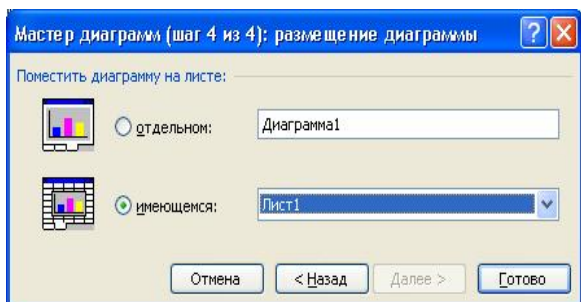 Мастер диаграмм (шаг 4 из 4): размещение диаграммы
Поместить диаграмму на листе:
отдельном: Диаграмма1
имеющемся: Лист1
Отмена < Назад Далее > Готово